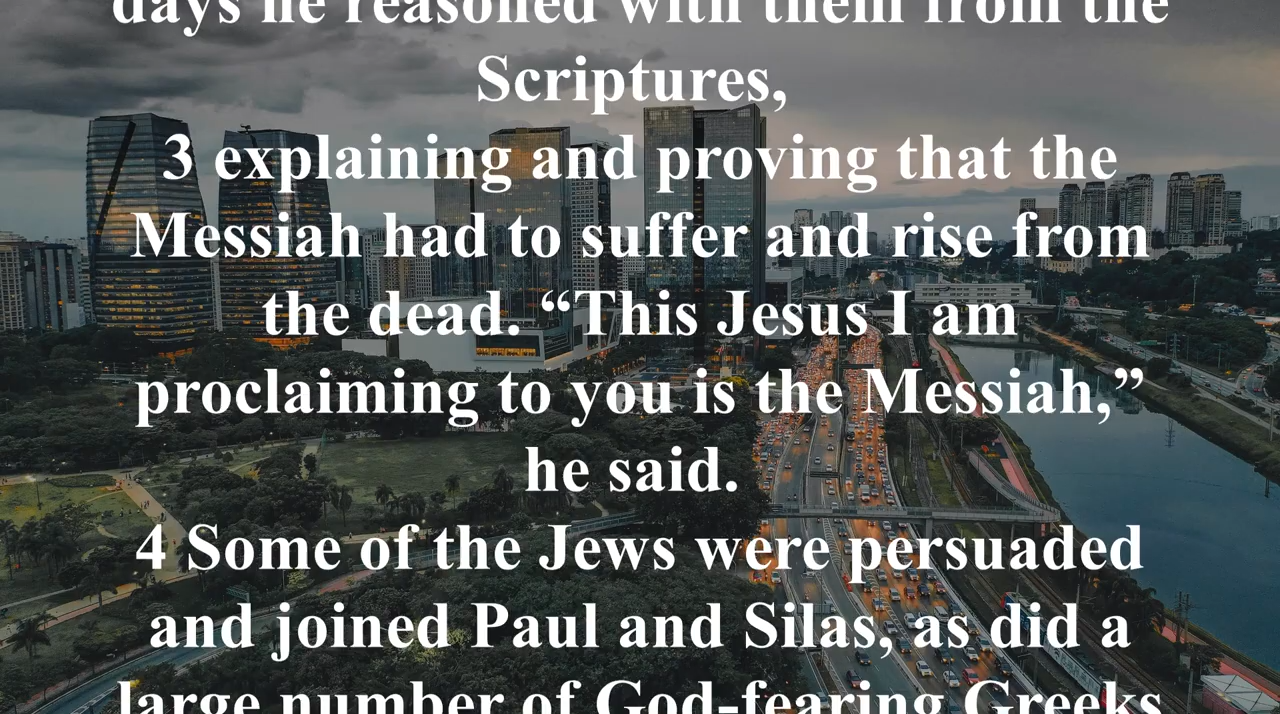 days he reasoned with them from the
Scriptures,
3 explaining and proving that the
Messiah had to suffer and rise from
the dead. “This Jesus I am
proclaiming to you is the Messiah,”
he said.
4 Some of the Jews were persuaded
and joined Paul and Silas, as did a
large number of God-fearing Greeks